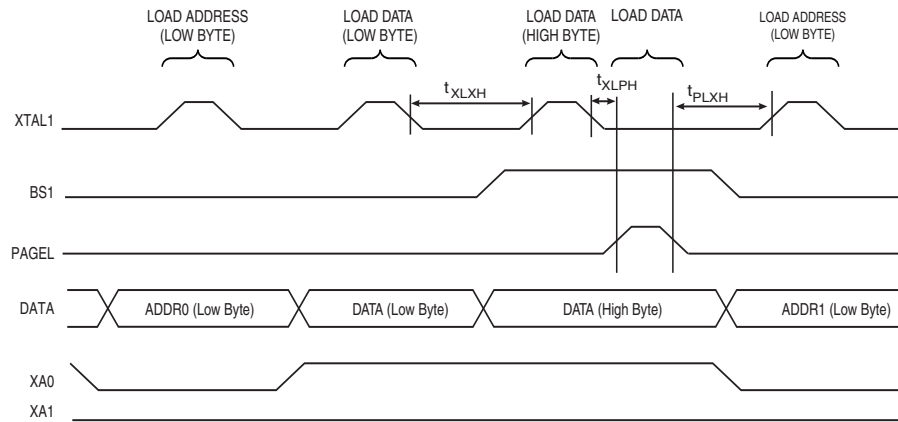 LOAD ADDRESS
(LOW BYTE)
LOAD DATA
(LOW BYTE)
LOAD DATA
(HIGH BYTE)
LOAD DATA
LOAD ADDRESS
(LOW BYTE)
tXLXH
tXLPH
tPLXH
XTAL1
BS1
PAGEL
DATA
ADDR0 (Low Byte)
DATA (Low Byte)
DATA (High Byte)
ADDR1 (Low Byte)
XA0
XA1